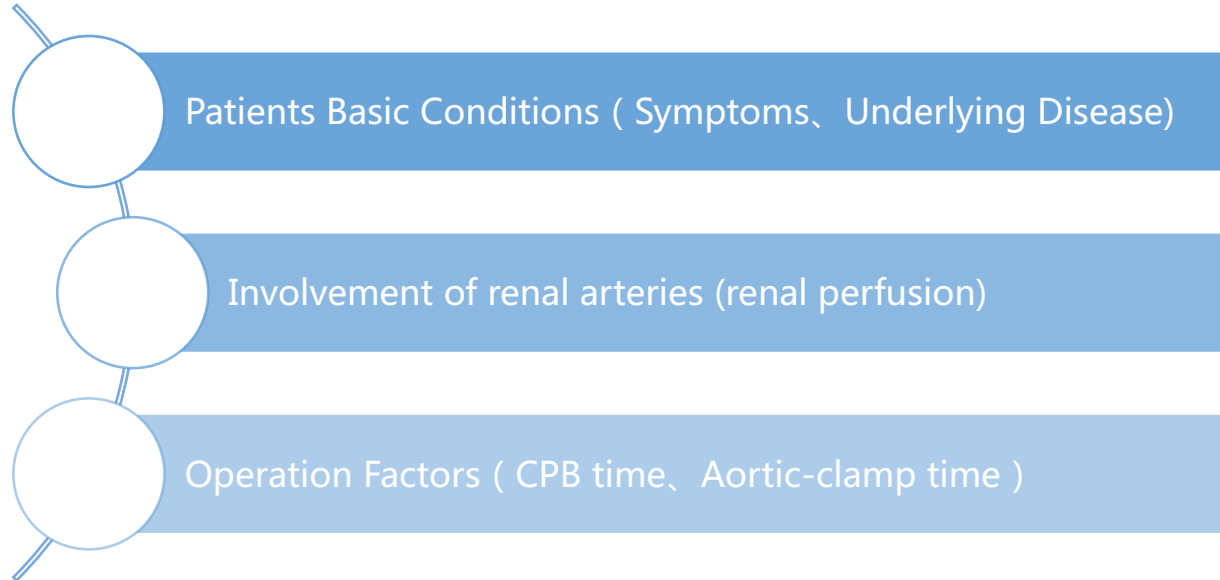 Patients Basic Conditions ( Symptoms、Underlying Disease)
Involvement of renal arteries (renal perfusion)
Operation Factors ( CPB time、Aortic-clamp time )